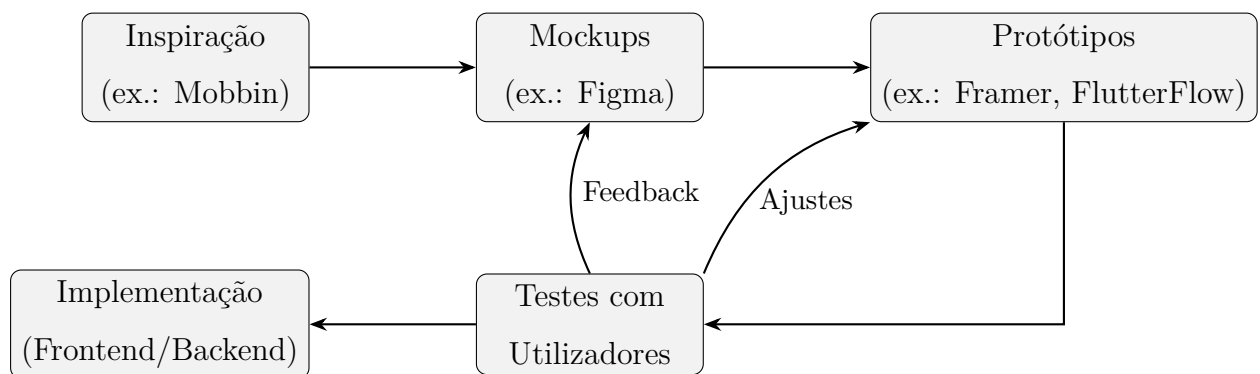 Inspiração
(ex.: Mobbin)
Mockups
(ex.: Figma)
Protótipos
(ex.: Framer, FlutterFlow)
Feedback
Ajustes
Implementação
(Frontend/Backend)
Testes com
Utilizadores